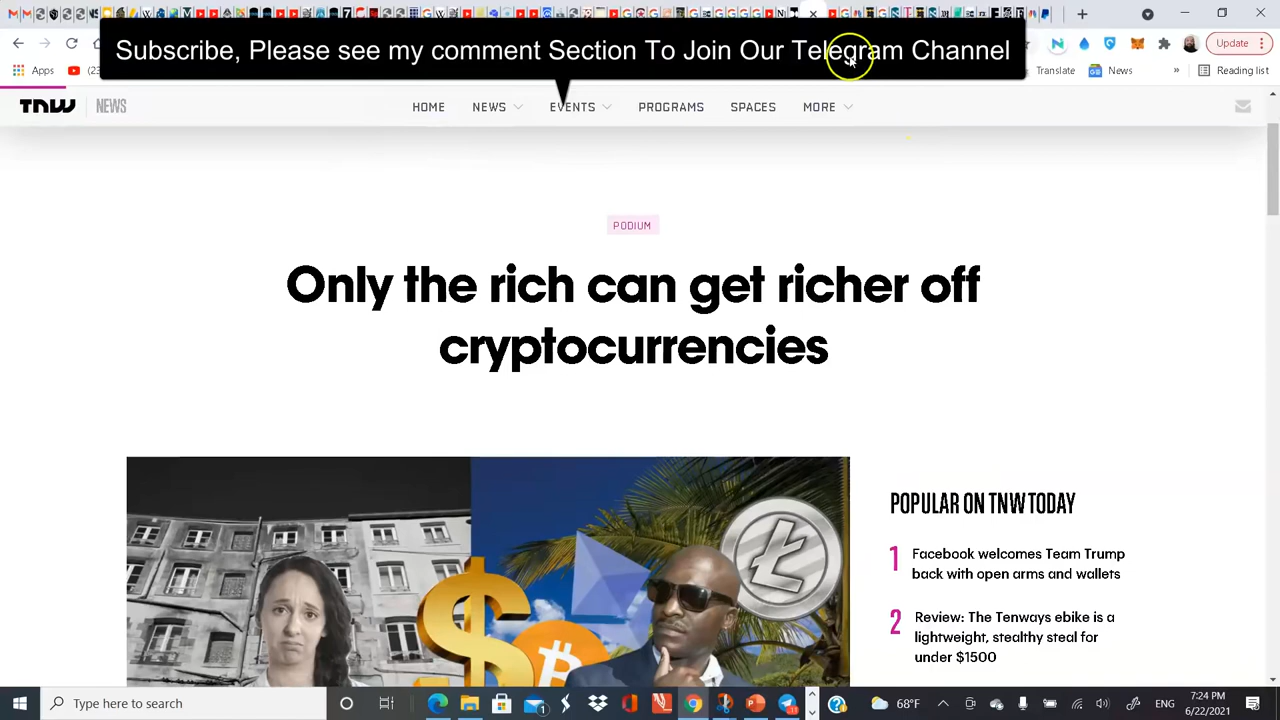 Subscribe, Please see my comment Section To Join Our Telegram Channel
Update
Apps
Translate
News
»
Reading list
TNW NEWS
HOME
NEWS
EVENTS
PROGRAMS
SPACES
MORE
PODIUM
Only the rich can get richer off
cryptocurrencies
POPULAR ON TNW TODAY
1 Facebook welcomes Team Trump
back with open arms and wallets
2 Review: The Tenways ebike is a
lightweight, stealthy steal for
under $1500
Type here to search
68°F
7:24 PM
6/22/2021